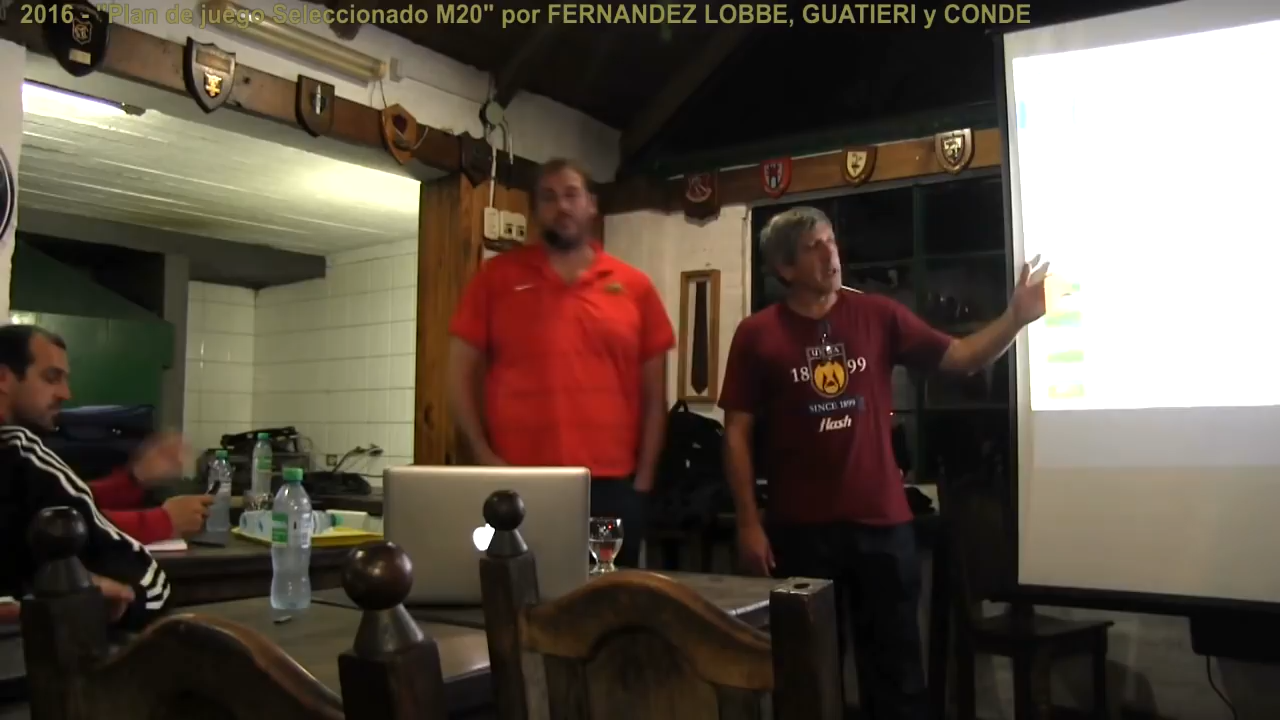 2016 - "Plan de juego Seleccionado M20" por FERNANDEZ LOBBE, GUATIERI y CONDE
18 99
SINCE 1899
flash